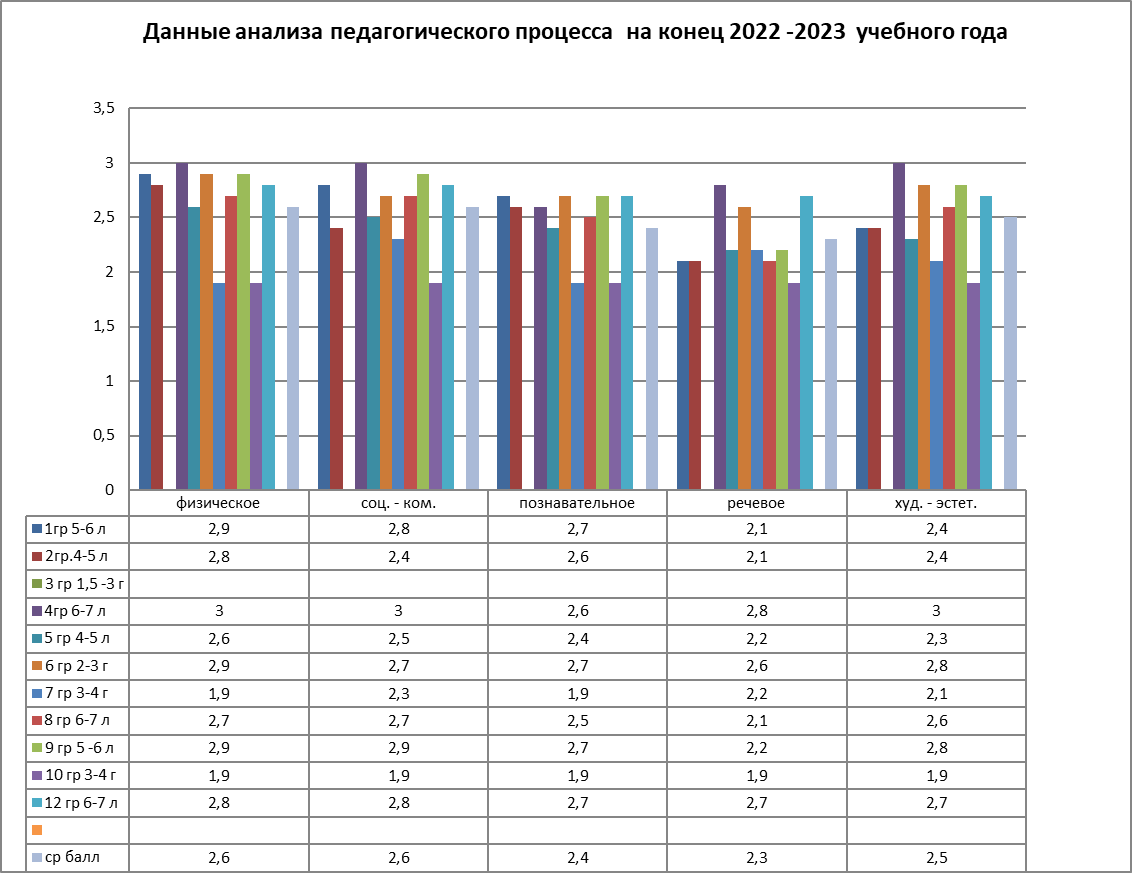 Данные анализа педагогического процесса на конец 2022 -2023 учебного года
3,5
3
2,5
2
1,5
1
0,5
0
физическое соц. - ком. познавательное речевое худ. - эстет.
1гр 5-6 л 2,9 2,8 2,7 2,1 2,4
2гр.4-5 л 2,8 2,4 2,6 2,1 2,4
3 гр 1,5 -3 г
4гр 6-7 л 3 3 2,6 2,8 3
5 гр 4-5 л 2,6 2,5 2,4 2,2 2,3
6 гр 2-3 г 2,9 2,7 2,7 2,6 2,8
7 гр 3-4 г 1,9 2,3 1,9 2,2 2,1
8 гр 6-7 л 2,7 2,7 2,5 2,1 2,6
9 гр 5 -6 л 2,9 2,9 2,7 2,2 2,8
10 гр 3-4 г 1,9 1,9 1,9 1,9 1,9
12 гр 6-7 л 2,8 2,8 2,7 2,7 2,7
ср балл 2,6 2,6 2,4 2,3 2,5